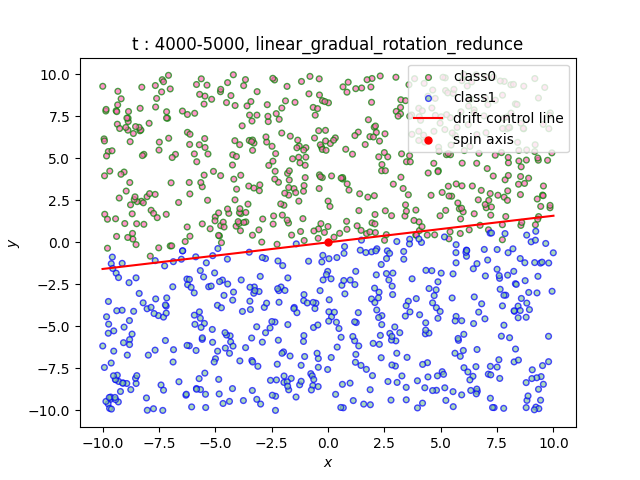 t : 4000-5000, linear_gradual_rotation_redunce
class0
class1
drift control line
spin axis
10.0
7.5
5.0
2.5
0.0
−2.5
−5.0
−7.5
−10.0
y
−10.0 −7.5 −5.0 −2.5 0.0 2.5 5.0 7.5 10.0
x